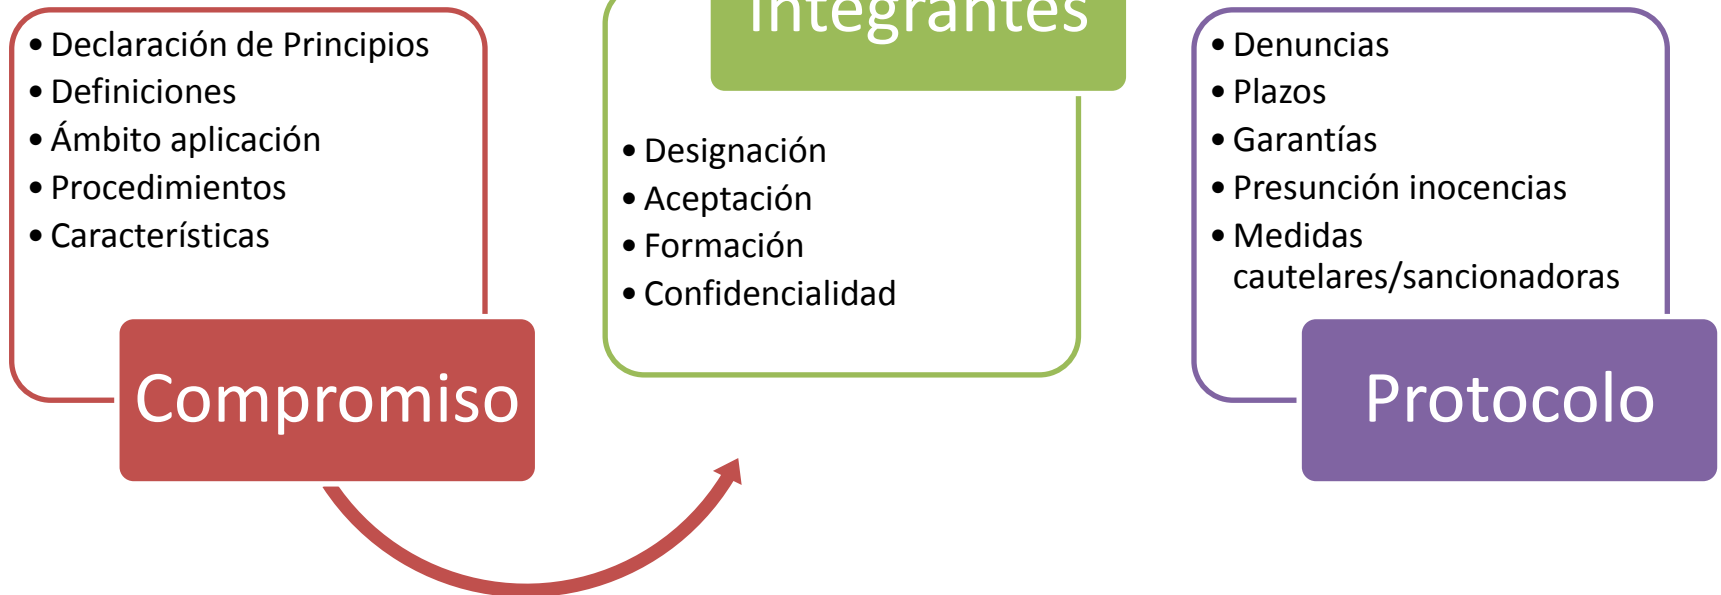 • Declaración de Principios
• Definiciones
• Ámbito aplicación
• Procedimientos
• Características
Compromiso
Integrantes
• Designación
• Aceptación
• Formación
• Confidencialidad
• Denuncias
• Plazos
• Garantías
• Presunción inocencias
• Medidas
cautelares/sancionadoras
Protocolo